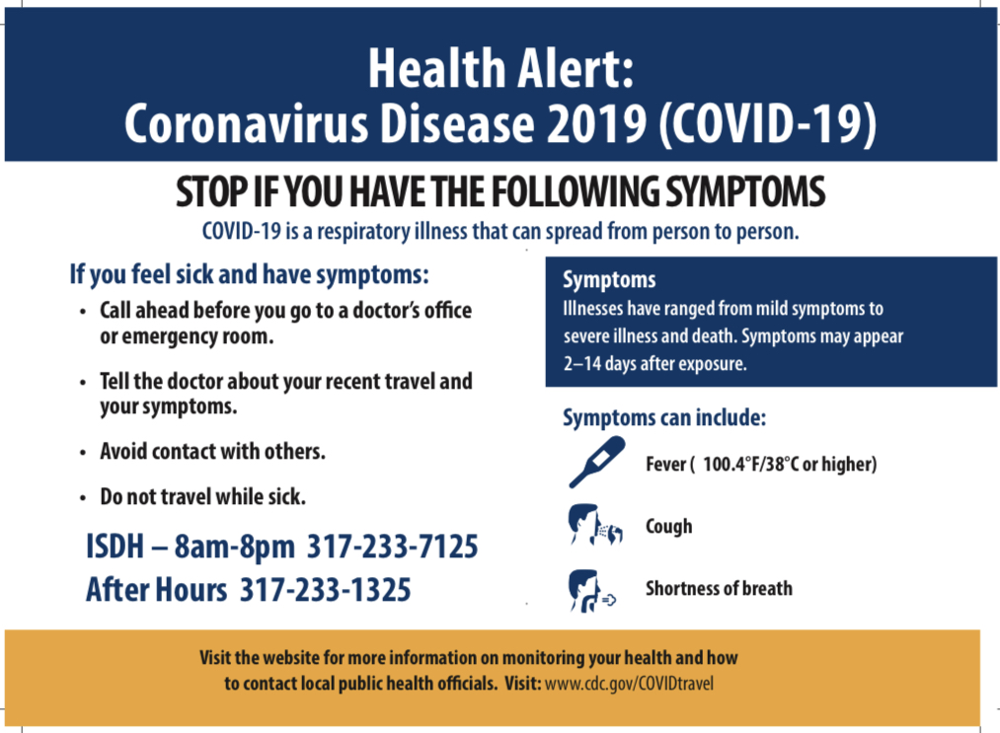 Health Alert:
Coronavirus Disease 2019 (COVID-19)
STOP IF YOU HAVE THE FOLLOWING SYMPTOMS
COVID-19 is a respiratory illness that can spread from person to person.
If you feel sick and have symptoms:
• Call ahead before you go to a doctor's office
or emergency room.
• Tell the doctor about your recent travel and
your symptoms.
• Avoid contact with others.
• Do not travel while sick.
ISDH – 8am-8pm 317-233-7125
After Hours 317-233-1325
Symptoms
Illnesses have ranged from mild symptoms to
severe illness and death. Symptoms may appear
2–14 days after exposure.
Symptoms can include:
Fever ( 100.4°F/38°C or higher)
Cough
Shortness of breath
Visit the website for more information on monitoring your health and how
to contact local public health officials. Visit: www.cdc.gov/COVIDtravel